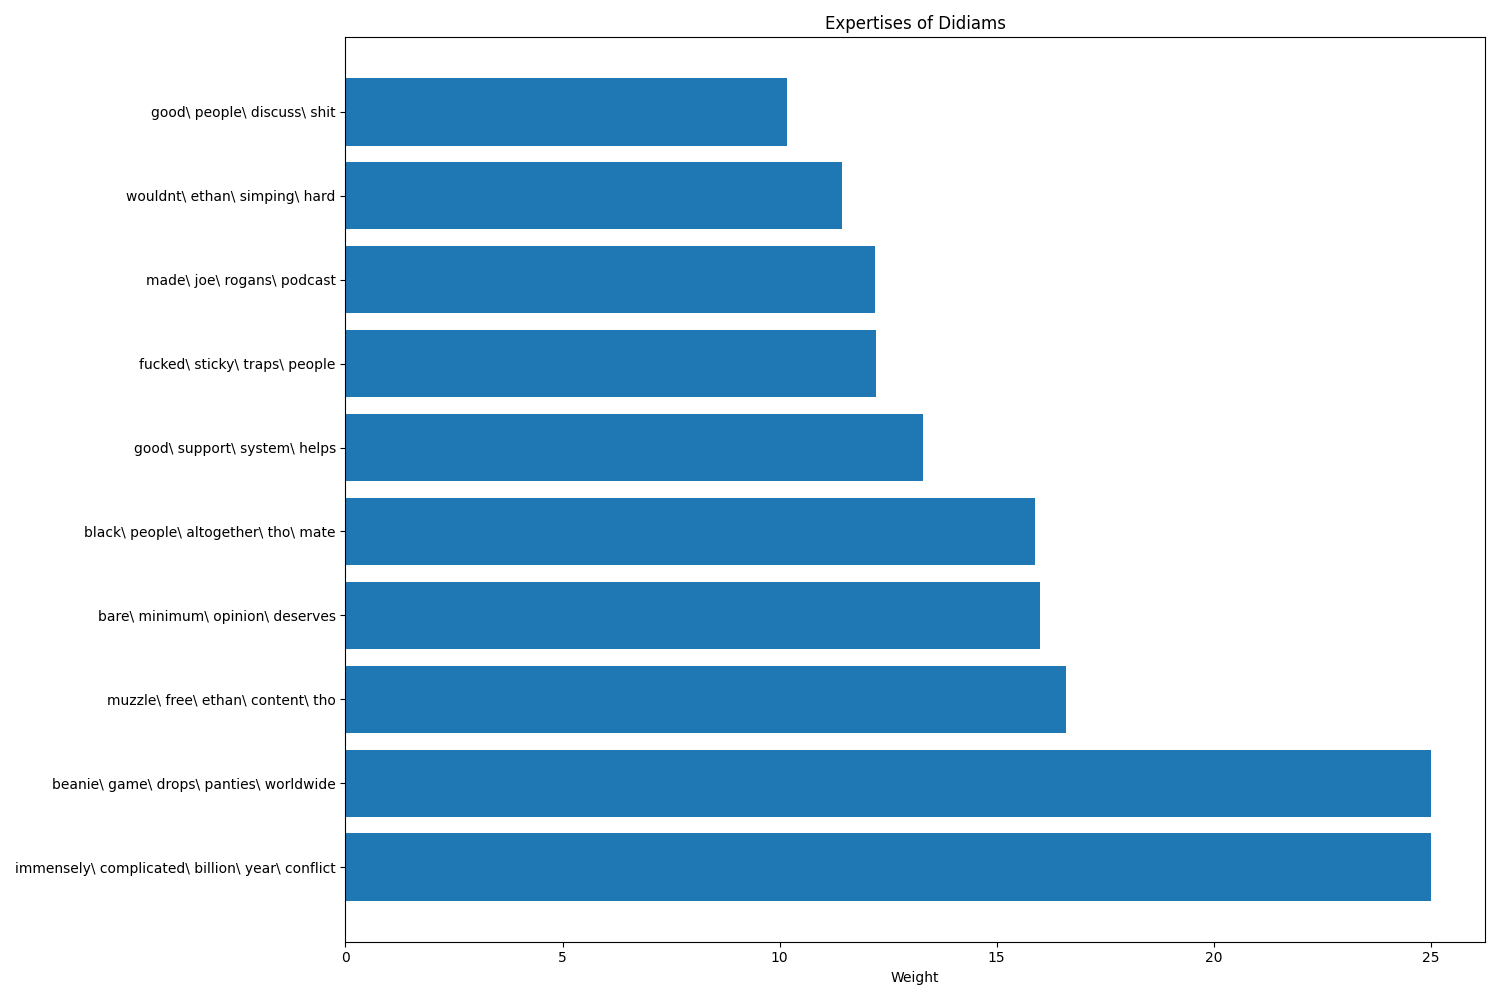 Expertises of Didiams
good\ people\ discuss\ shit
wouldnt\ ethan\ simping\ hard
made\ joe\ rogans\ podcast
fucked\ sticky\ traps\ people
good\ support\ system\ helps
black\ people\ altogether\ tho\ mate
bare\ minimum\ opinion\ deserves
muzzle\ free\ ethan\ content\ tho
beanie\ game\ drops\ panties\ worldwide
immensely\ complicated\ billion\ year\ conflict
0 5 10 15 20 25
Weight